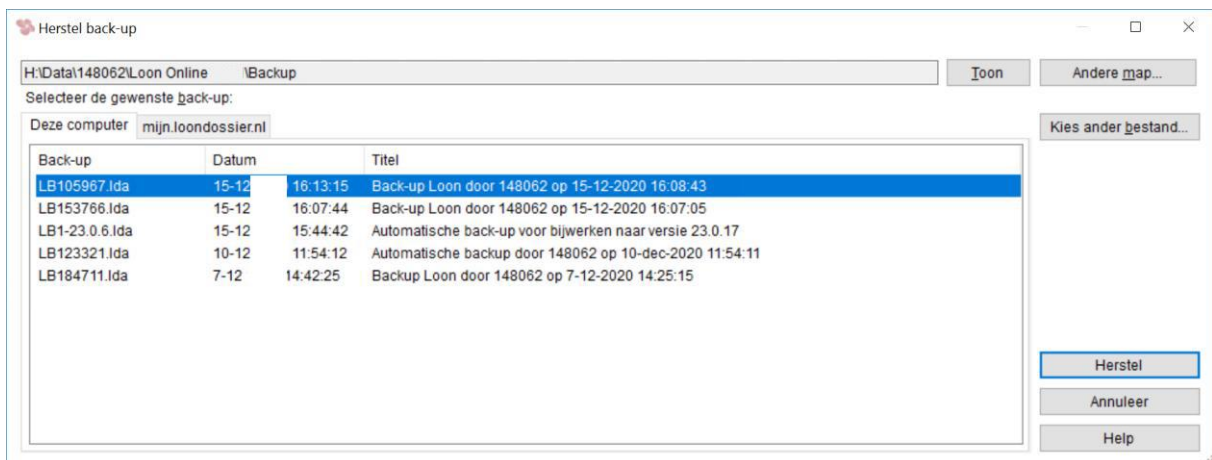 Herstel back-up
H:\Data\148062\Loon Online \Backup Toon Andere map...
Selecteer de gewenste back-up:
Deze computer mijn.loondossier.nl Kies ander bestand...
Back-up Datum Titel
LB105967.lda 15-12 16:13:15 Back-up Loon door 148062 op 15-12-2020 16:08:43
LB153766.lda 15-12 16:07:44 Back-up Loon door 148062 op 15-12-2020 16:07:05
LB1-23.0.6.lda 15-12 15:44:42 Automatische back-up voor bijwerken naar versie 23.0.17
LB123321.lda 10-12 11:54:12 Automatische backup door 148062 op 10-dec-2020 11:54:11
LB184711.lda 7-12 14:42:25 Backup Loon door 148062 op 7-12-2020 14:25:15
Herstel
Annuleer
Help